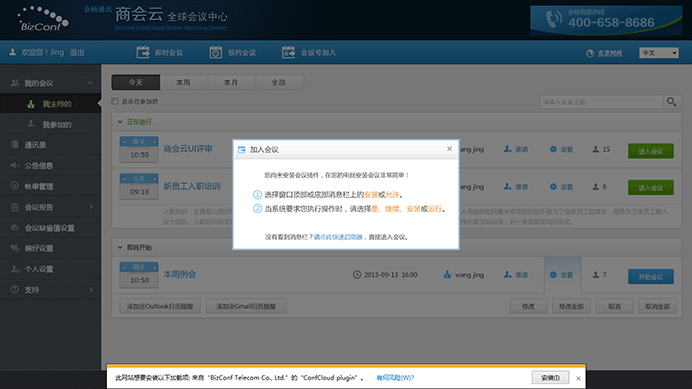 BizConf
会畅通讯
商会云 全球会议中心
BizConf Confcloud Globle Meeting Center
会畅客服热线
400-658-8686
欢迎您！Jing 退出
即时会议
预约会议
会议号加入
北京时间
中文
我的会议
我主持的
我参加的
通讯录
公告信息
帐单管理
会议报告
会议缺省值设置
偏好设置
个人设置
支持
今天
本周
本月
全部
显示已参加的
请输入会议主题
正在进行
昨天
10:50
商会云UI评审
wang jing
邀请
设置
15
进入会议
今天
09:10
新员工入职培训
ng jing
邀请
设置
6
进入会议
加入会议
您尚未安装会议插件，在您的电脑安装会议非常简单！
1 选择窗口顶部或底部消息栏上的安装或允许。
2 当系统要求您执行操作时，请选择是、继续、安装或运行。
没有看到消息栏？请点此快速启助器，直接进入会议。
即将开始
明天
10:50
本周例会
2013-09-13 16:00
wang jing
邀请
设置
7
开始会议
添加至Outlook日历提醒
添加至Gmail日历提醒
修改
修改全部
取消
取消全部
此网站想要安装以下加载项: 来自 "BizConf Telecom Co., Ltd." 的 "ConfCloud plugin"。
有何风险(W)?
安装(I)